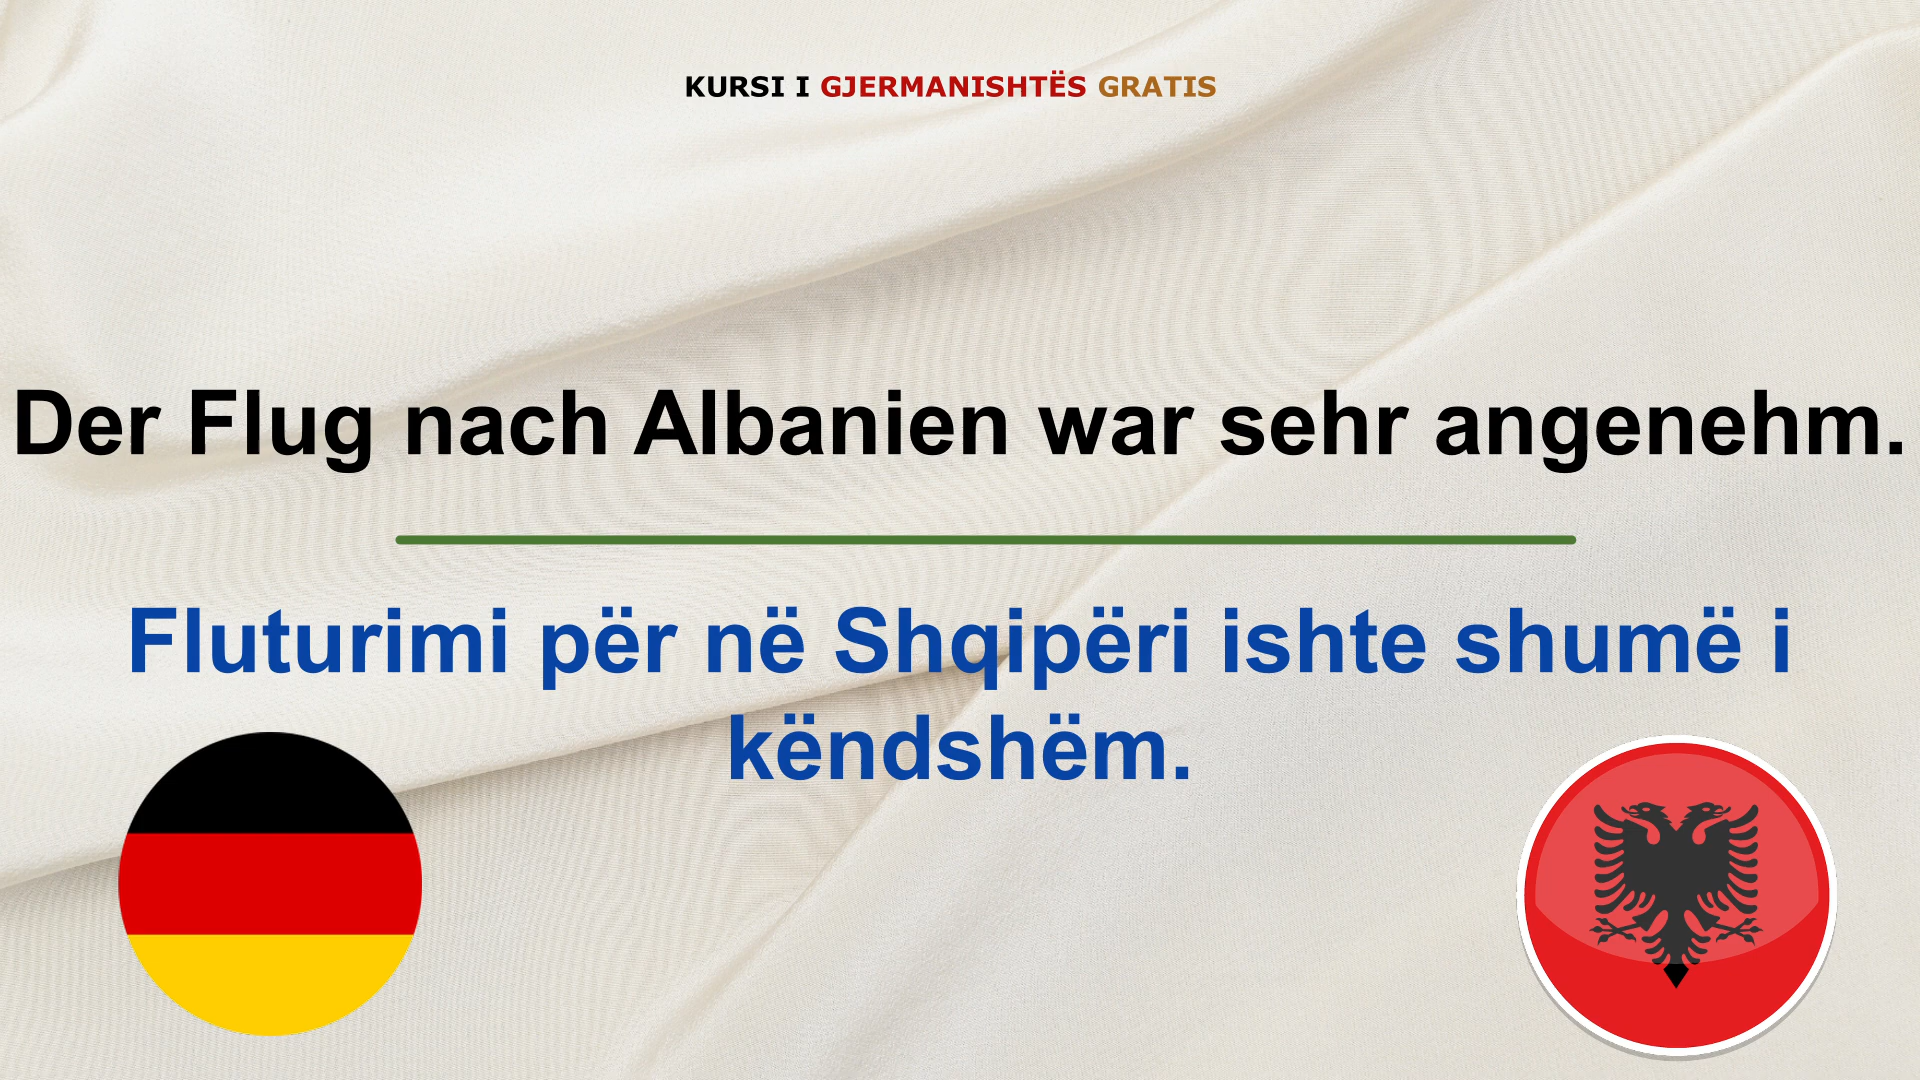 KURSI I GJERMANISHTËS GRATIS
Der Flug nach Albanien war sehr angenehm.
Fluturimi për në Shqipëri ishte shumë i
këndshëm.